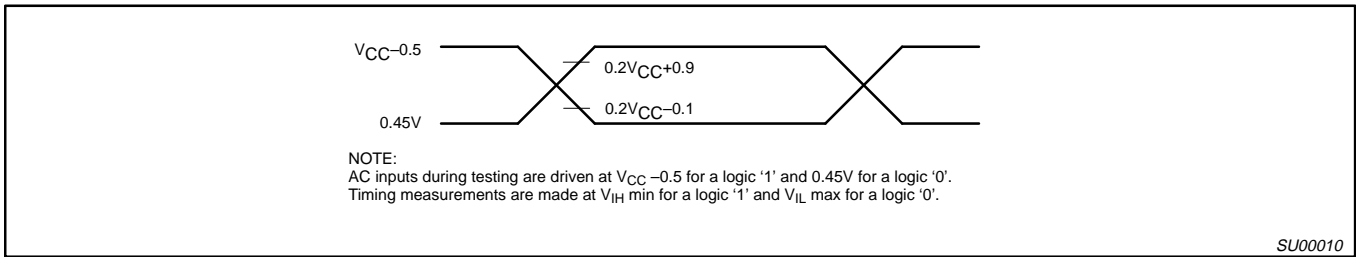 VCC–0.5
0.2VCC+0.9
0.2VCC–0.1
0.45V
NOTE:
AC inputs during testing are driven at VCC –0.5 for a logic ‘1’ and 0.45V for a logic ‘0’.
Timing measurements are made at VIH min for a logic ‘1’ and VIL max for a logic ‘0’.
SU00010